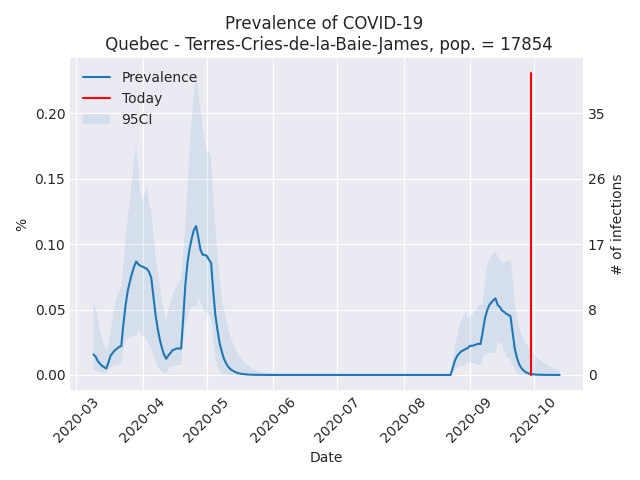 Prevalence of COVID-19
Quebec - Terres-Cries-de-la-Baie-James, pop. = 17854
Prevalence
Today
95CI
0.20
0.15
0.10
0.05
0.00
%
35
26
17
8
0
# of infections
2020-03
2020-04
2020-05
2020-06
2020-07
2020-08
2020-09
2020-10
Date